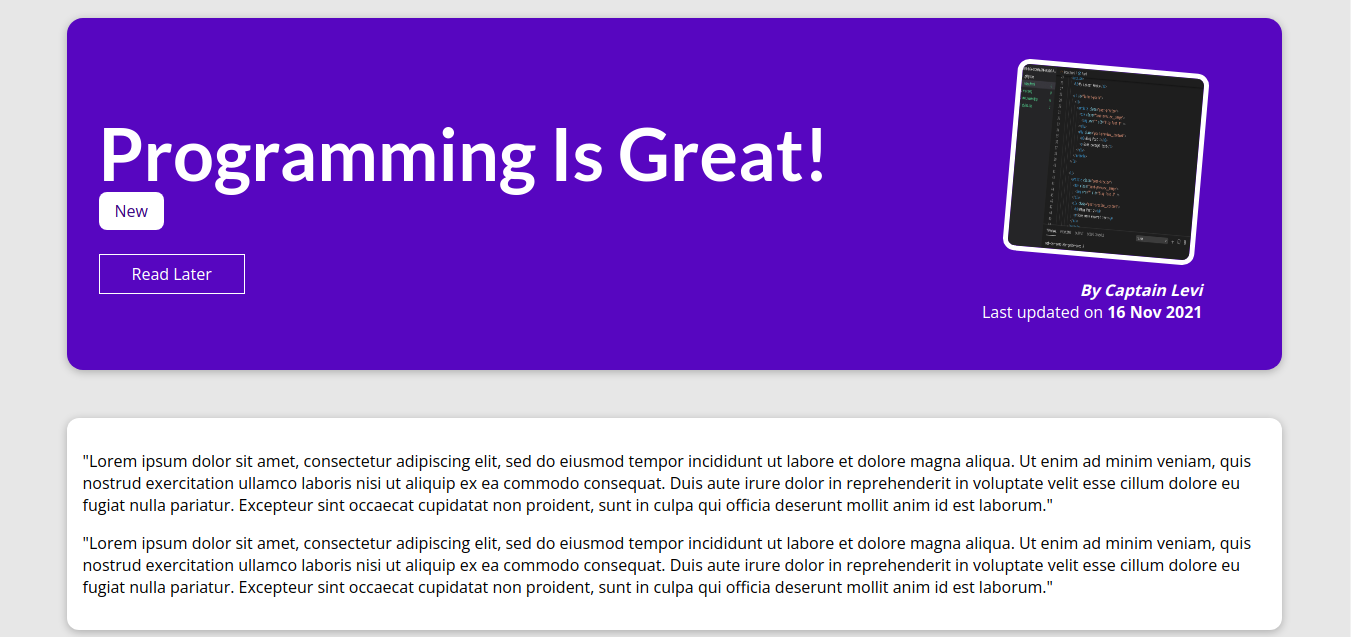 Programming Is Great!
New
Read Later
By Captain Levi
Last updated on 16 Nov 2021
"Lorem ipsum dolor sit amet, consectetur adipiscing elit, sed do eiusmod tempor incididunt ut labore et dolore magna aliqua. Ut enim ad minim veniam, quis
nostrud exercitation ullamco laboris nisi ut aliquip ex ea commodo consequat. Duis aute irure dolor in reprehenderit in voluptate velit esse cillum dolore eu
fugiat nulla pariatur. Excepteur sint occaecat cupidatat non proident, sunt in culpa qui officia deserunt mollit anim id est laborum."
"Lorem ipsum dolor sit amet, consectetur adipiscing elit, sed do eiusmod tempor incididunt ut labore et dolore magna aliqua. Ut enim ad minim veniam, quis
nostrud exercitation ullamco laboris nisi ut aliquip ex ea commodo consequat. Duis aute irure dolor in reprehenderit in voluptate velit esse cillum dolore eu
fugiat nulla pariatur. Excepteur sint occaecat cupidatat non proident, sunt in culpa qui officia deserunt mollit anim id est laborum."